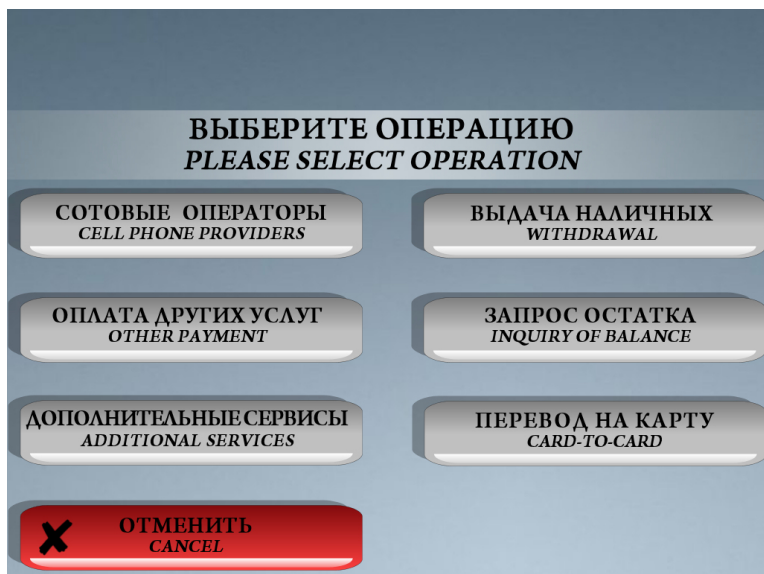 ВЫБЕРИТЕ ОПЕРАЦИЮ
PLEASE SELECT OPERATION
СОТОВЫЕ ОПЕРАТОРЫ
CELL PHONE PROVIDERS
ВЫДАЧА НАЛИЧНЫХ
WITHDRAWAL
ОПЛАТА ДРУГИХ УСЛУГ
OTHER PAYMENT
ЗАПРОС ОСТАТКА
INQUIRY OF BALANCE
ДОПОЛНИТЕЛЬНЫЕ СЕРВИСЫ
ADDITIONAL SERVICES
ПЕРЕВОД НА КАРТУ
CARD-TO-CARD
ОТМЕНИТЬ
CANCEL